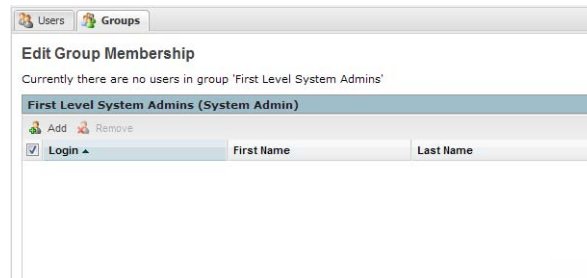 Users Groups
Edit Group Membership
Currently there are no users in group 'First Level System Admins'
First Level System Admins (System Admin)
Add Remove
Login First Name Last Name